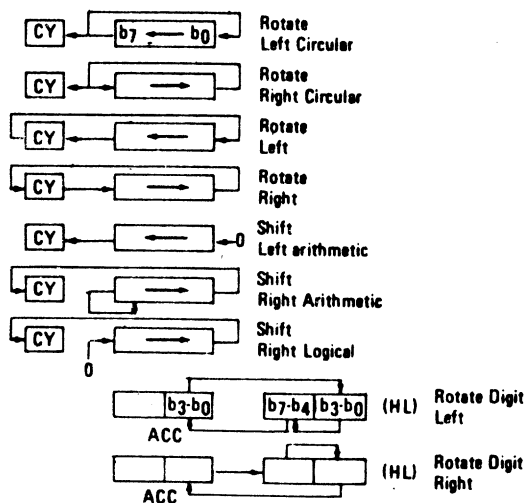 CY b7 b0 Rotate
Left Circular
CY Rotate
Right Circular
CY Rotate
Left
CY Rotate
Right
CY 0 Shift
Left arithmetic
CY Shift
Right Arithmetic
CY 0 Shift
Right Logical
b3-b0 b7-b4 b3-b0 (HL) Rotate Digit
Left
ACC
(HL) Rotate Digit
Right
ACC